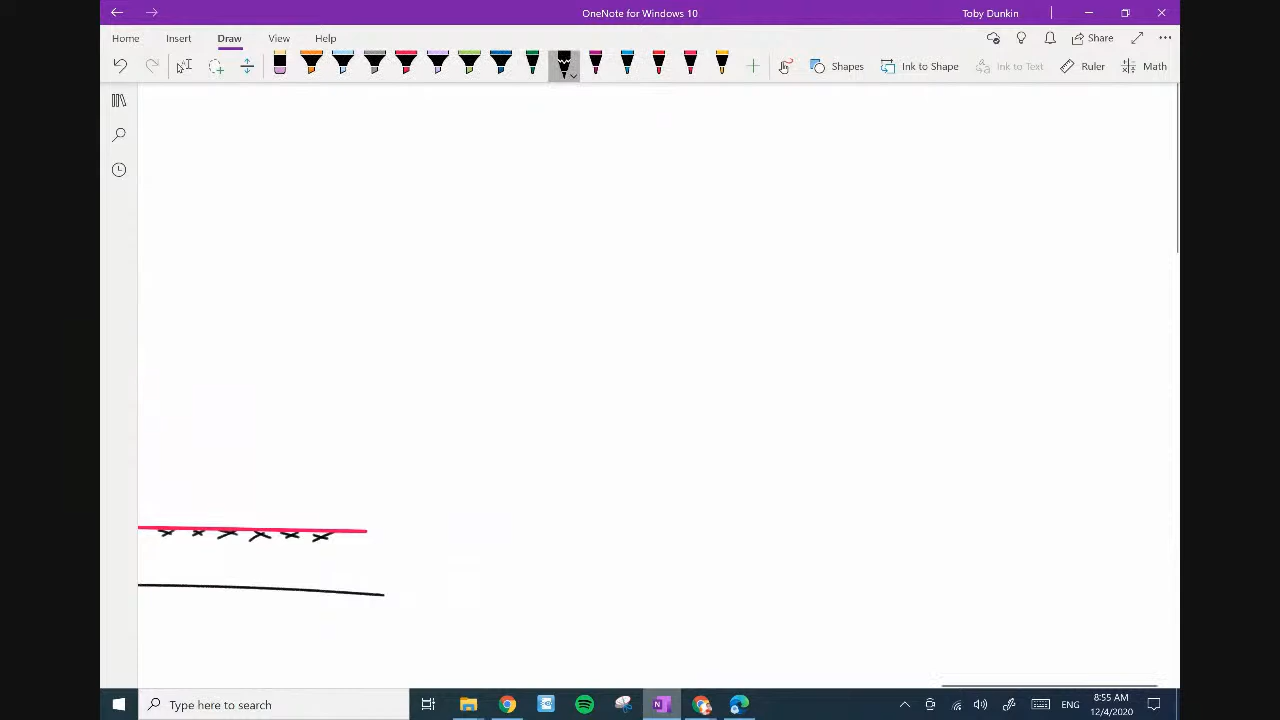 OneNote for Windows 10
Toby Dunkin
Home Insert Draw View Help
Share
Shapes Ink to Shape Ink to Text Ruler Math
Type here to search
ENG
8:55 AM
12/4/2020